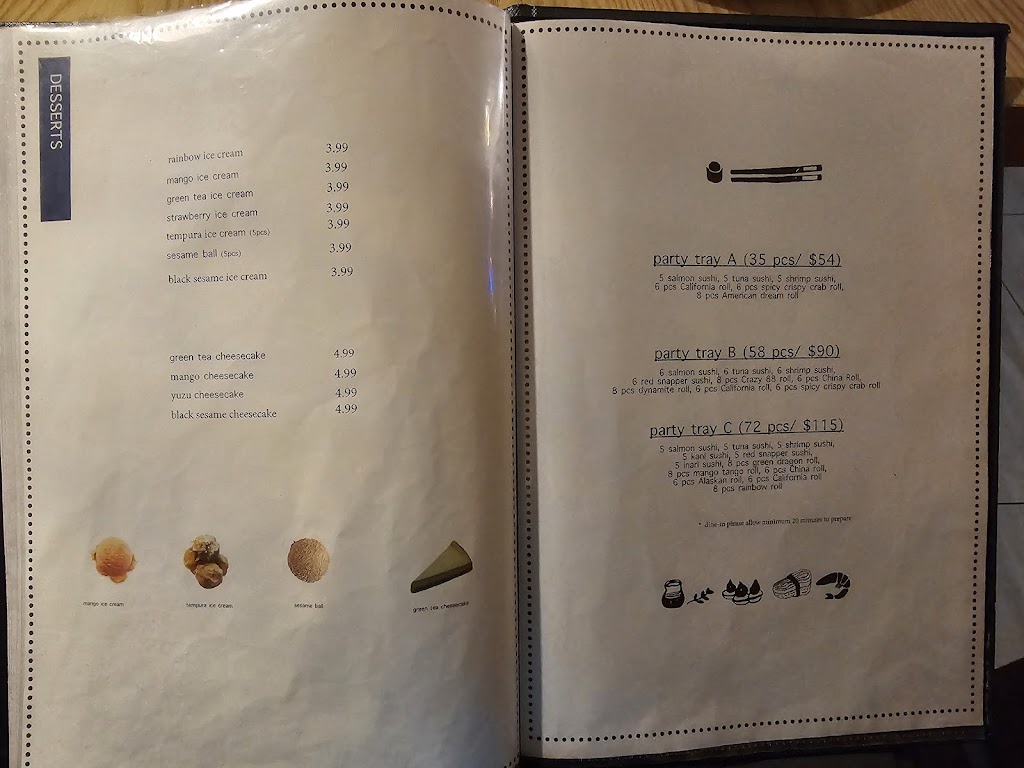 DESSERTS
rainbow ice cream 3.99
mango ice cream 3.99
green tea ice cream 3.99
strawberry ice cream 3.99
tempura ice cream (5pcs) 3.99
sesame ball (5pcs) 3.99
black sesame ice cream 3.99
green tea cheesecake 4.99
mango cheesecake 4.99
yuzu cheesecake 4.99
black sesame cheesecake 4.99
mango ice cream
tempura ice cream
sesame ball
green tea cheesecake
party tray A (35 pcs/ $54)
5 salmon sushi, 5 tuna sushi, 5 shrimp sushi,
6 pcs California roll, 6 pcs spicy crispy crab roll,
8 pcs American dream roll
party tray B (58 pcs/ $90)
6 salmon sushi, 6 tuna sushi, 6 shrimp sushi,
6 red snapper sushi, 8 pcs Crazy 88 roll, 6 pcs China Roll,
8 pcs dynamite roll, 6 pcs California roll, 6 pcs spicy crispy crab roll
party tray C (72 pcs/ $115)
5 salmon sushi, 5 tuna sushi, 5 shrimp sushi,
5 kani sushi, 5 red snapper sushi,
5 inari sushi, 8 pcs green dragon roll,
8 pcs mango tango roll, 6 pcs China roll,
6 pcs Alaskan roll, 6 pcs California roll
8 pcs rainbow roll
* dine-in please allow minimum 20 minutes to prepare